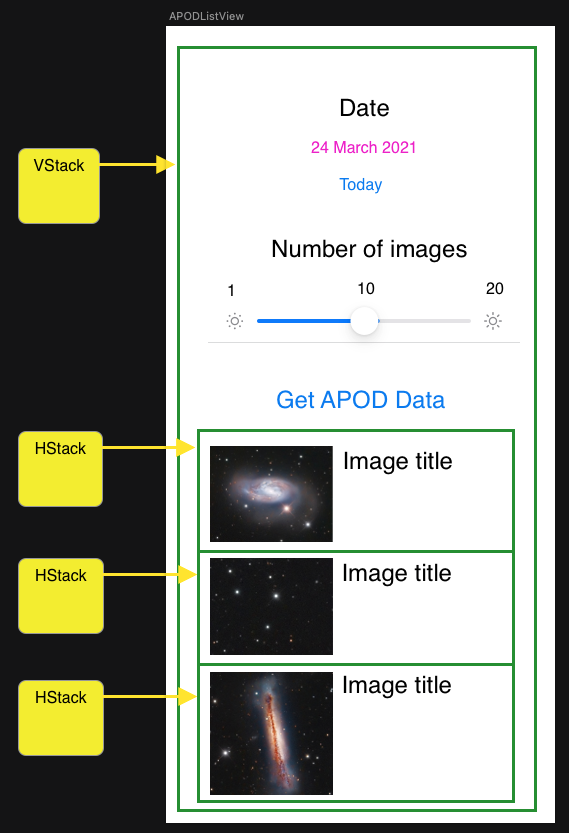 APODListView
VStack
Date
24 March 2021
Today
Number of images
1
10
20
Get APOD Data
HStack
Image title
HStack
Image title
HStack
Image title